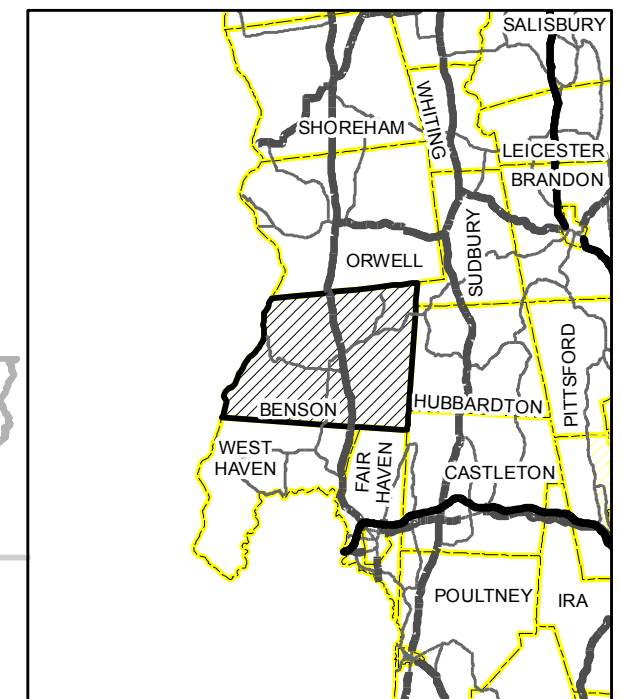 SALISBURY
WHITING
SHOREHAM
LEICESTER
BRANDON
SUDBURY
ORWELL
PITTSFORD
BENSON
HUBBARDTON
WEST
HAVEN
FAIR
HAVEN
CASTLETON
POULTNEY
IRA